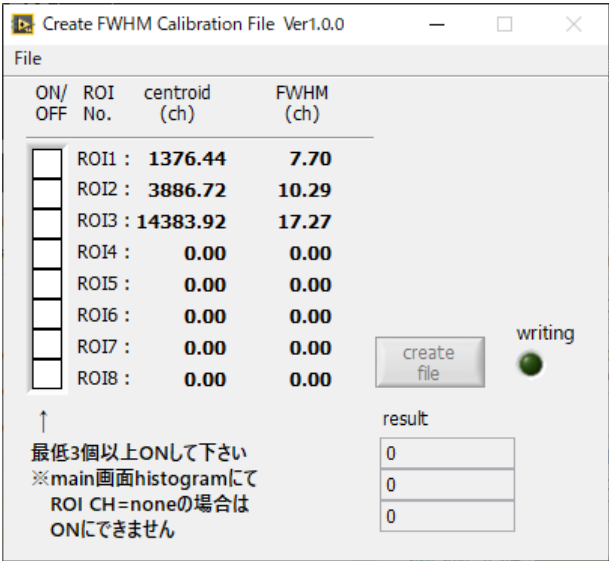 Create FWHM Calibration File Ver1.0.0
File
ON/ ROI centroid FWHM
OFF No. (ch) (ch)
ROI1 : 1376.44 7.70
ROI2 : 3886.72 10.29
ROI3 : 14383.92 17.27
ROI4 : 0.00 0.00
ROI5 : 0.00 0.00
ROI6 : 0.00 0.00
ROI7 : 0.00 0.00
ROI8 : 0.00 0.00
↑
最低3個以上ONして下さい
※main画面histogramにて
ROI CH=noneの場合は
ONにできません
create
file
writing
result
0
0
0